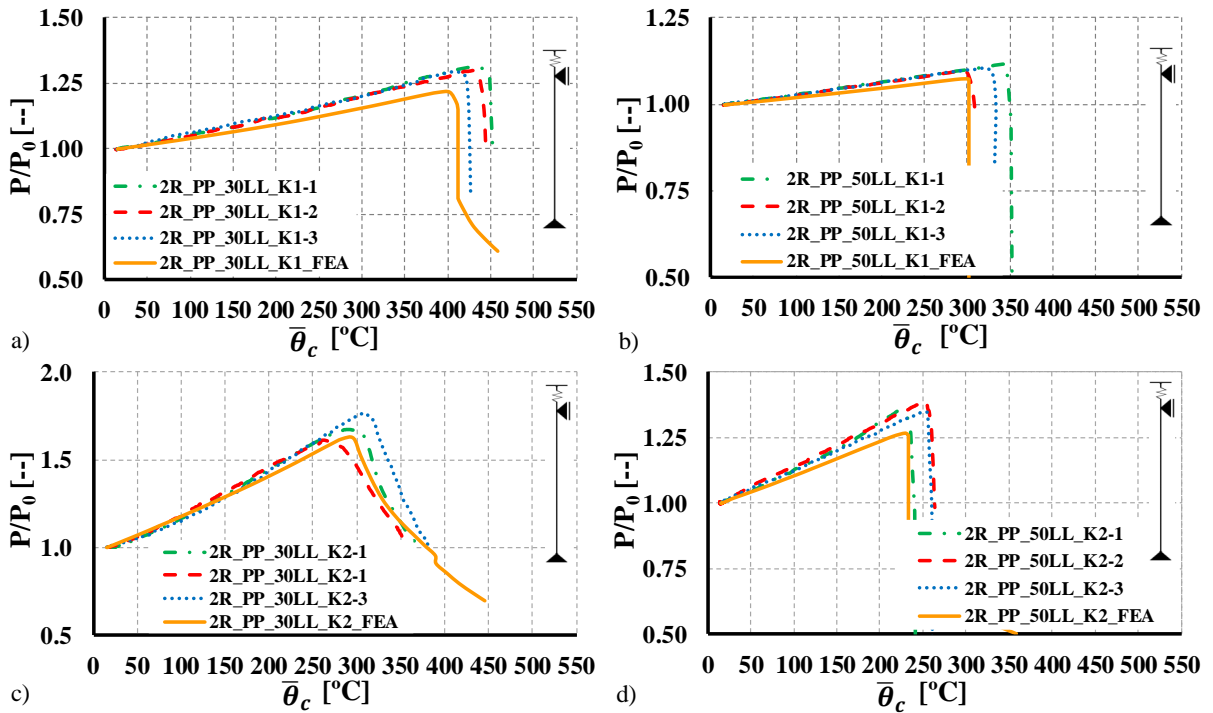 1.50
1.25
1.00
0.75
0.50
P/P0 [--]
2R_PP_30LL_K1-1
2R_PP_30LL_K1-2
2R_PP_30LL_K1-3
2R_PP_30LL_K1_FEA
0 50 100 150 200 250 300 350 400 450 500 550
θ̅c [ºC]
a)
1.25
1.00
0.75
0.50
P/P0 [--]
2R_PP_50LL_K1-1
2R_PP_50LL_K1-2
2R_PP_50LL_K1-3
2R_PP_50LL_K1_FEA
0 50 100 150 200 250 300 350 400 450 500 550
θ̅c [ºC]
b)
2.0
1.5
1.0
0.5
P/P0 [--]
2R_PP_30LL_K2-1
2R_PP_30LL_K2-1
2R_PP_30LL_K2-3
2R_PP_30LL_K2_FEA
0 50 100 150 200 250 300 350 400 450 500 550
θ̅c [ºC]
c)
1.50
1.25
1.00
0.75
0.50
P/P0 [--]
2R_PP_50LL_K2-1
2R_PP_50LL_K2-2
2R_PP_50LL_K2-3
2R_PP_50LL_K2_FEA
0 50 100 150 200 250 300 350 400 450 500 550
θ̅c [ºC]
d)